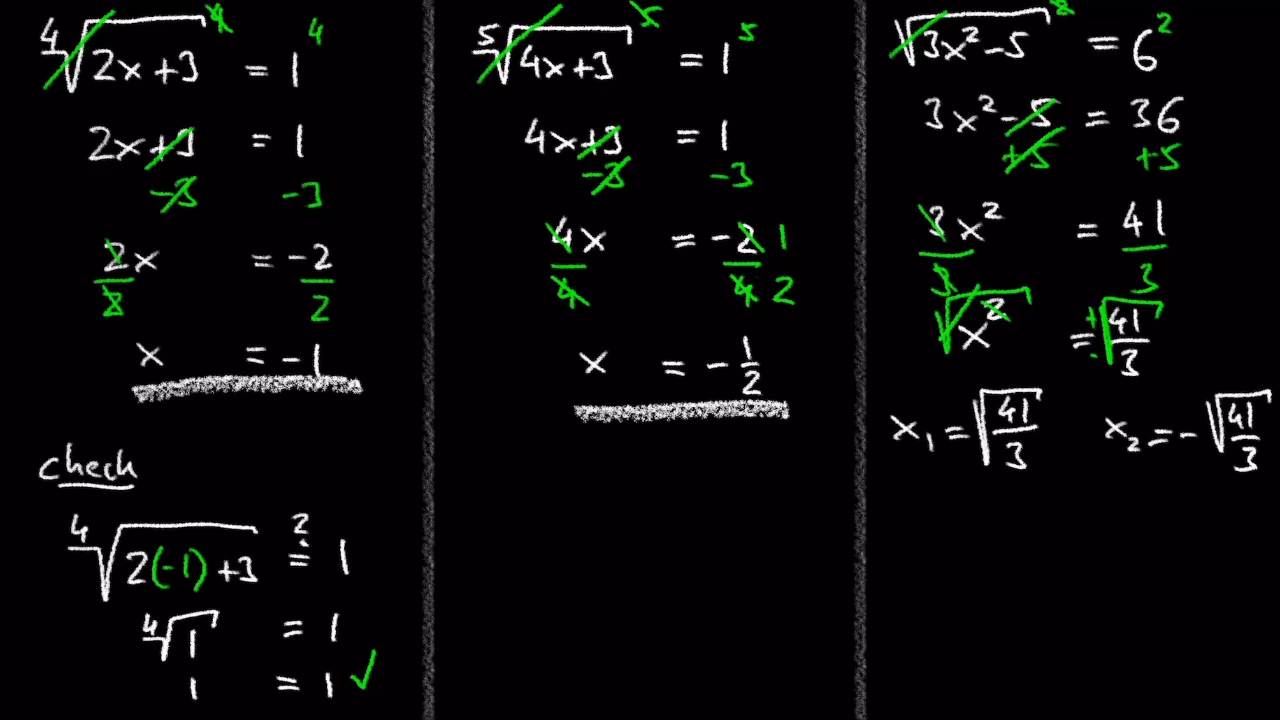 ⁴√(2x+3)⁴ = 1⁴
2x+3 = 1
-3 -3
2x/2 = -2/2
x = -1
check
⁴√(2(-1)+3) ≟ 1
⁴√1 = 1
1 = 1 ✓
⁵√(4x+3)⁵ = 1⁵
4x+3 = 1
-3 -3
4x/4 = -2/4 1/2
x = -1/2
√(3x²-5)² = 6²
3x²-5 = 36
+5 +5
3x²/3 = 41/3
√x² = ±√(41/3)
x₁ = √(41/3) x₂ = -√(41/3)